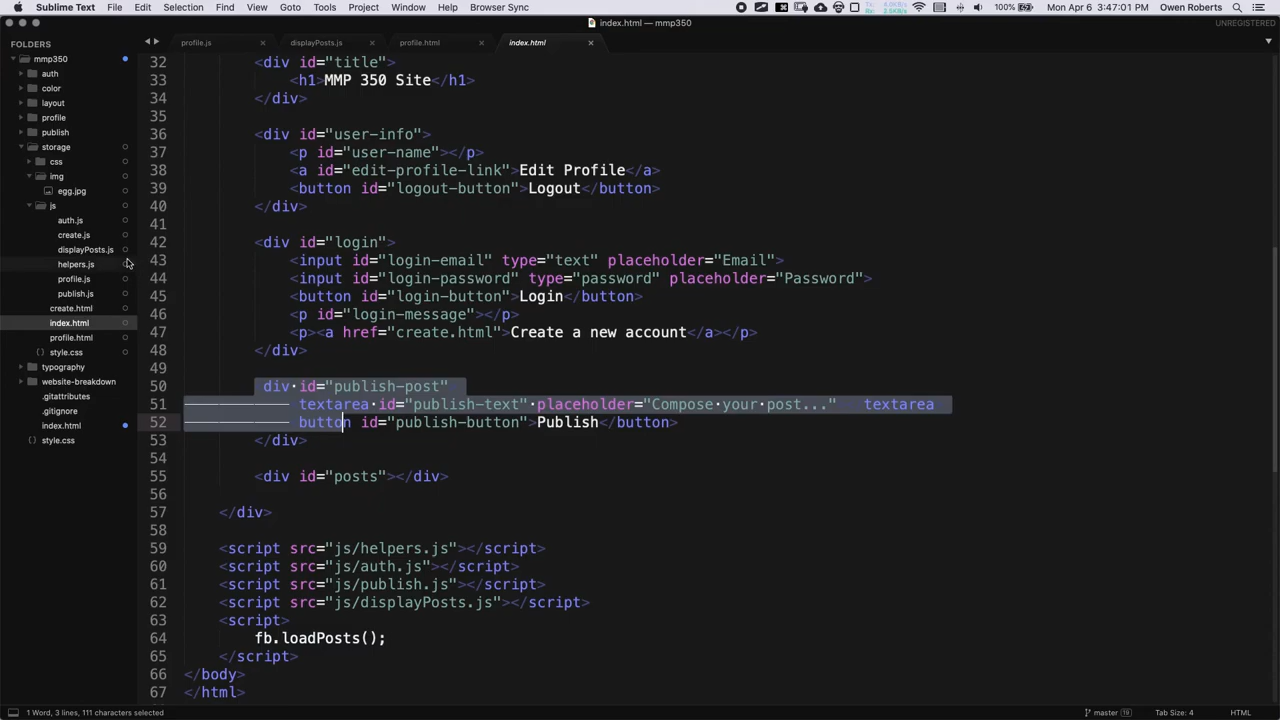 Sublime Text File Edit Selection Find View Goto Tools Project Window Help Browser Sync 100% Mon Apr 6 3:47:01 PM Owen Roberts
index.html — mmp350 UNREGISTERED
FOLDERS
mmp350
auth
color
layout
profile
publish
storage
css
img
egg.jpg
js
auth.js
create.js
displayPosts.js
helpers.js
profile.js
publish.js
create.html
index.html
profile.html
style.css
typography
website-breakdown
.gitattributes
.gitignore
index.html
style.css
profile.js displayPosts.js profile.html index.html
32 <div id="title">
33 <h1>MMP 350 Site</h1>
34 </div>
35
36 <div id="user-info">
37 <p id="user-name"></p>
38 <a id="edit-profile-link">Edit Profile</a>
39 <button id="logout-button">Logout</button>
40 </div>
41
42 <div id="login">
43 <input id="login-email" type="text" placeholder="Email">
44 <input id="login-password" type="password" placeholder="Password">
45 <button id="login-button">Login</button>
46 <p id="login-message"></p>
47 <p><a href="create.html">Create a new account</a></p>
48 </div>
49
50 div id="publish-post"
51 textarea id="publish-text" placeholder="Compose your post..." textarea
52 button id="publish-button">Publish</button>
53 </div>
54
55 <div id="posts"></div>
56
57 </div>
58
59 <script src="js/helpers.js"></script>
60 <script src="js/auth.js"></script>
61 <script src="js/publish.js"></script>
62 <script src="js/displayPosts.js"></script>
63 <script>
64 fb.loadPosts();
65 </script>
66 </body>
67 </html>
1 Word, 3 lines, 111 characters selected master 19 Tab Size: 4 HTML